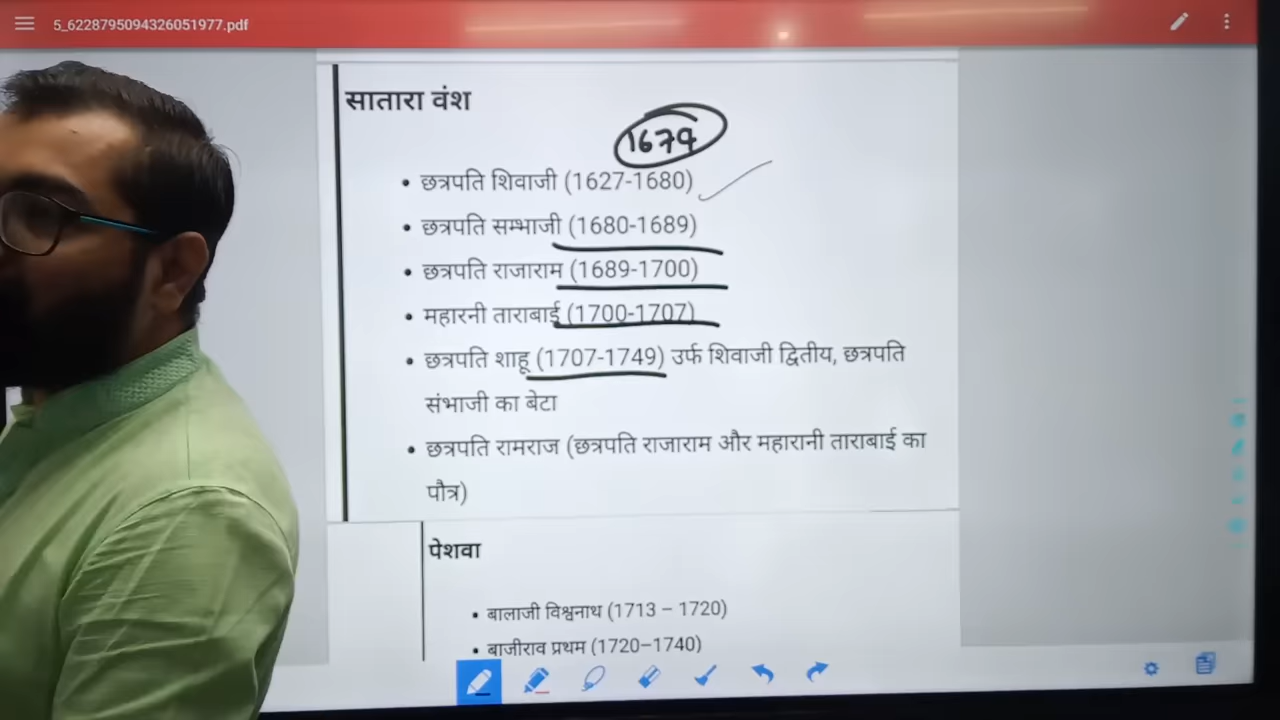 5_6228795094326051977.pdf
सातारा वंश
1674
• छत्रपति शिवाजी (1627-1680)
• छत्रपति सम्भाजी (1680-1689)
• छत्रपति राजाराम (1689-1700)
• महारनी ताराबाई (1700-1707)
• छत्रपति शाहू (1707-1749) उर्फ शिवाजी द्वितीय, छत्रपति
संभाजी का बेटा
• छत्रपति रामराज (छत्रपति राजाराम और महारानी ताराबाई का
पौत्र)
पेशवा
• बालाजी विश्वनाथ (1713 – 1720)
• बाजीराव प्रथम (1720–1740)